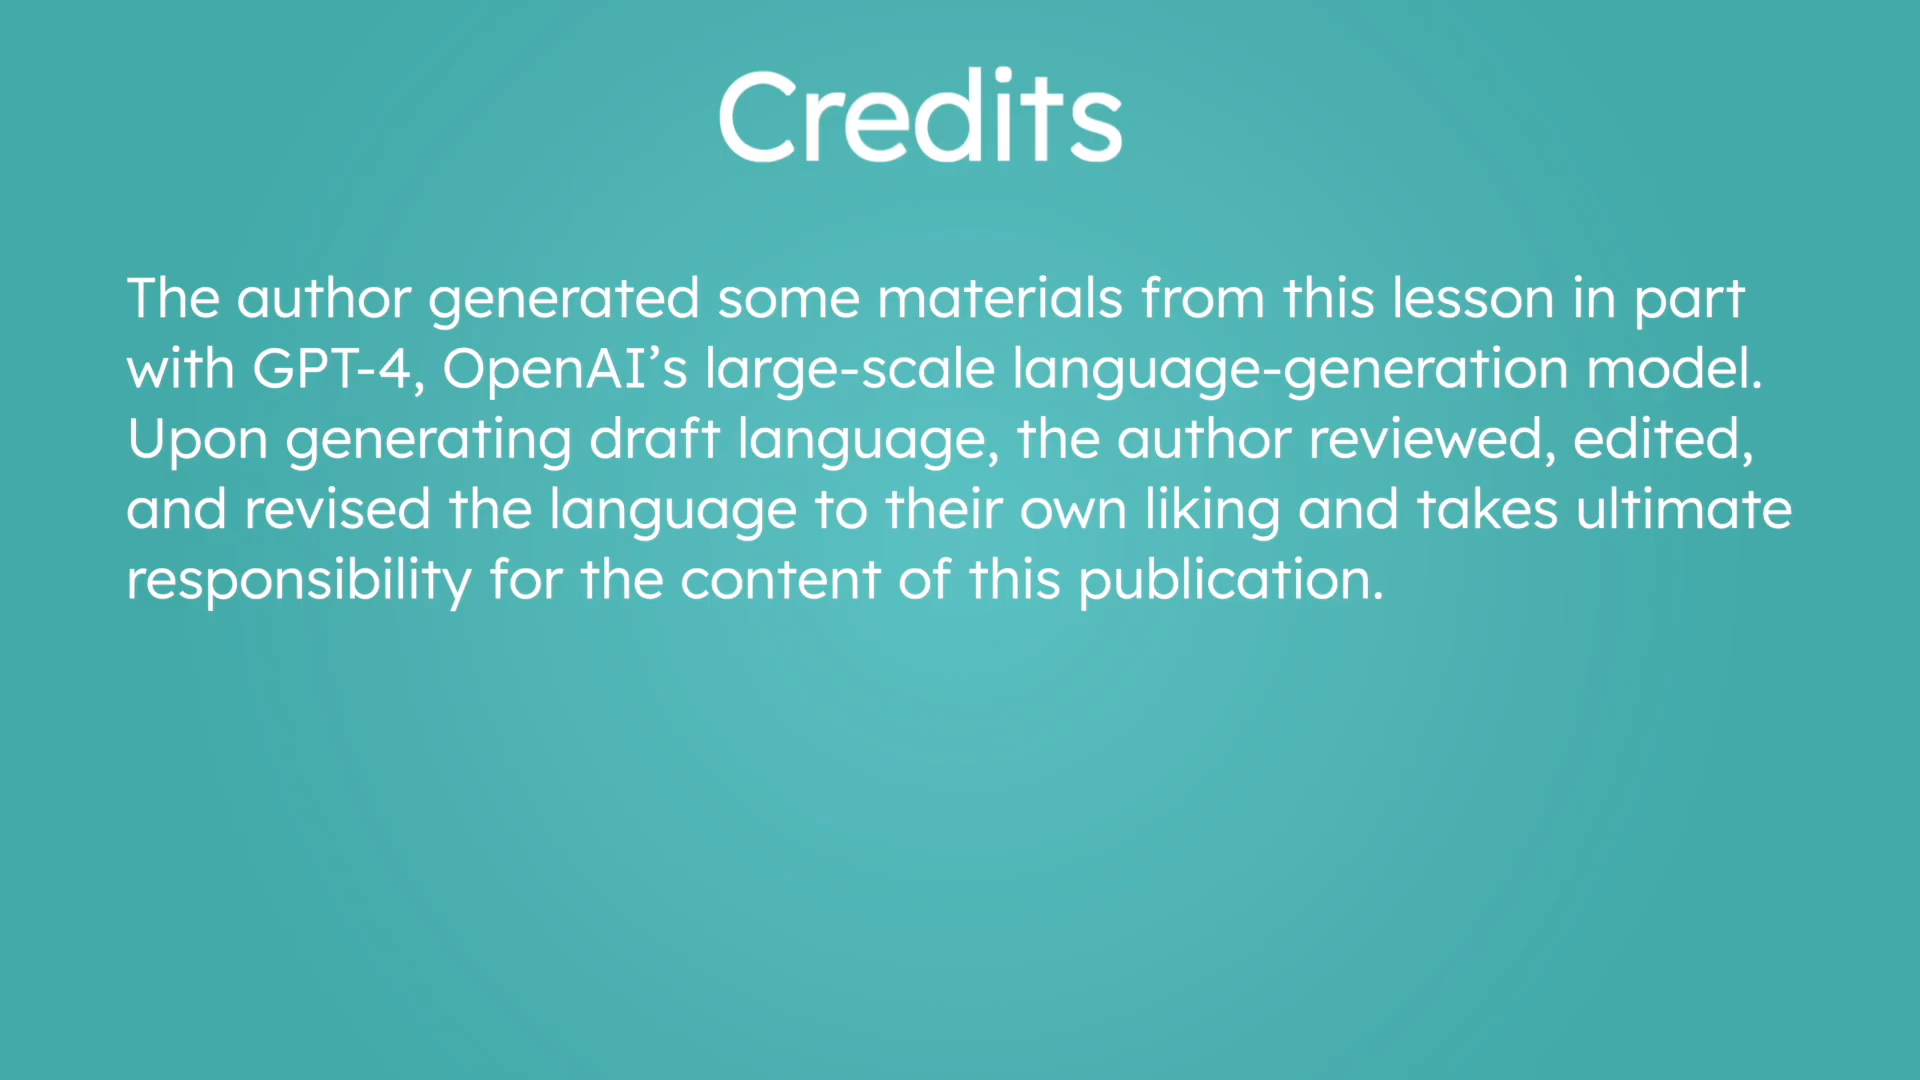 Credits
The author generated some materials from this lesson in part
with GPT-4, OpenAI’s large-scale language-generation model.
Upon generating draft language, the author reviewed, edited,
and revised the language to their own liking and takes ultimate
responsibility for the content of this publication.